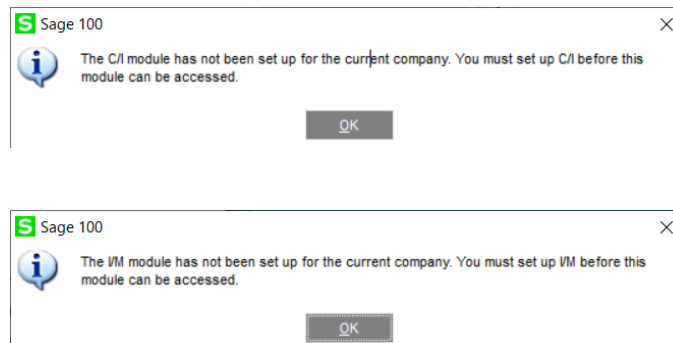 S Sage 100
The C/I module has not been set up for the current company. You must set up C/I before this
module can be accessed.
OK
S Sage 100
The I/M module has not been set up for the current company. You must set up I/M before this
module can be accessed.
OK